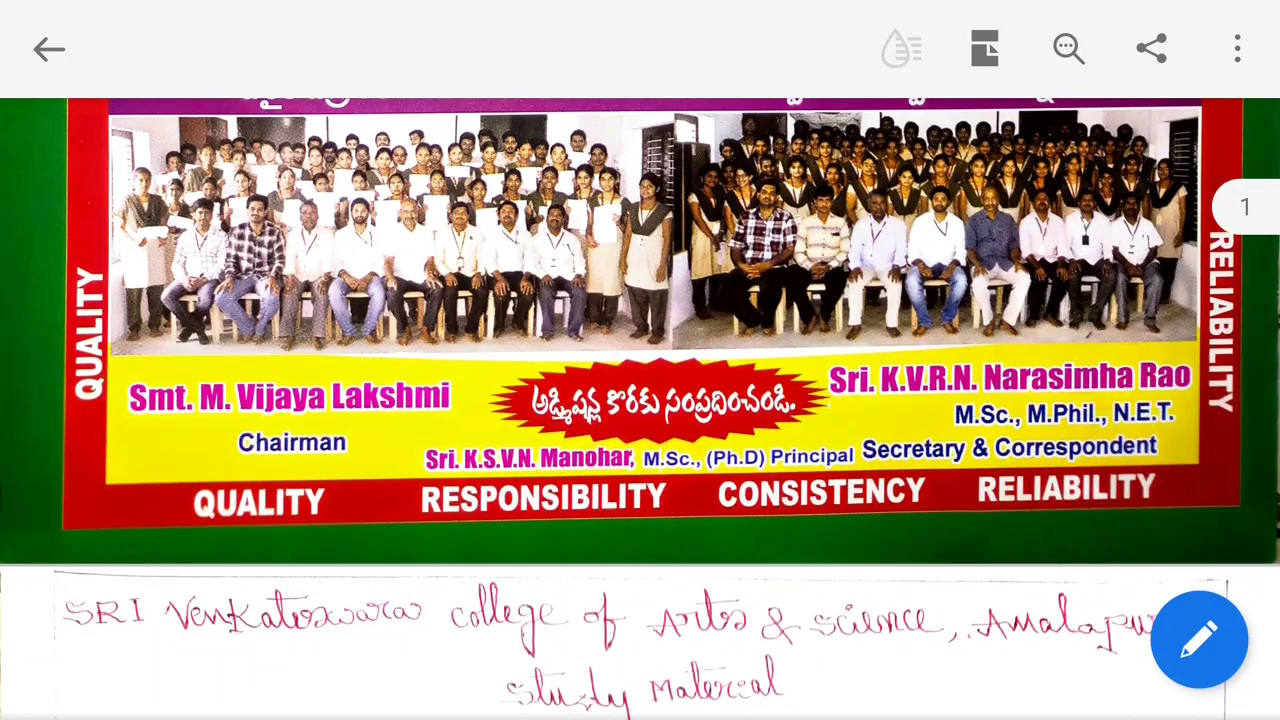 1
QUALITY
RELIABILITY
Smt. M. Vijaya Lakshmi
Chairman
అడ్మిషన్ల కొరకు సంప్రదించండి.
Sri. K.V.R.N. Narasimha Rao
M.Sc., M.Phil., N.E.T.
Secretary & Correspondent
Sri. K.S.V.N. Manohar, M.Sc., (Ph.D) Principal
QUALITY RESPONSIBILITY CONSISTENCY RELIABILITY
SRI Venkateswara college of Arts & Science, Amalapu
Study Material